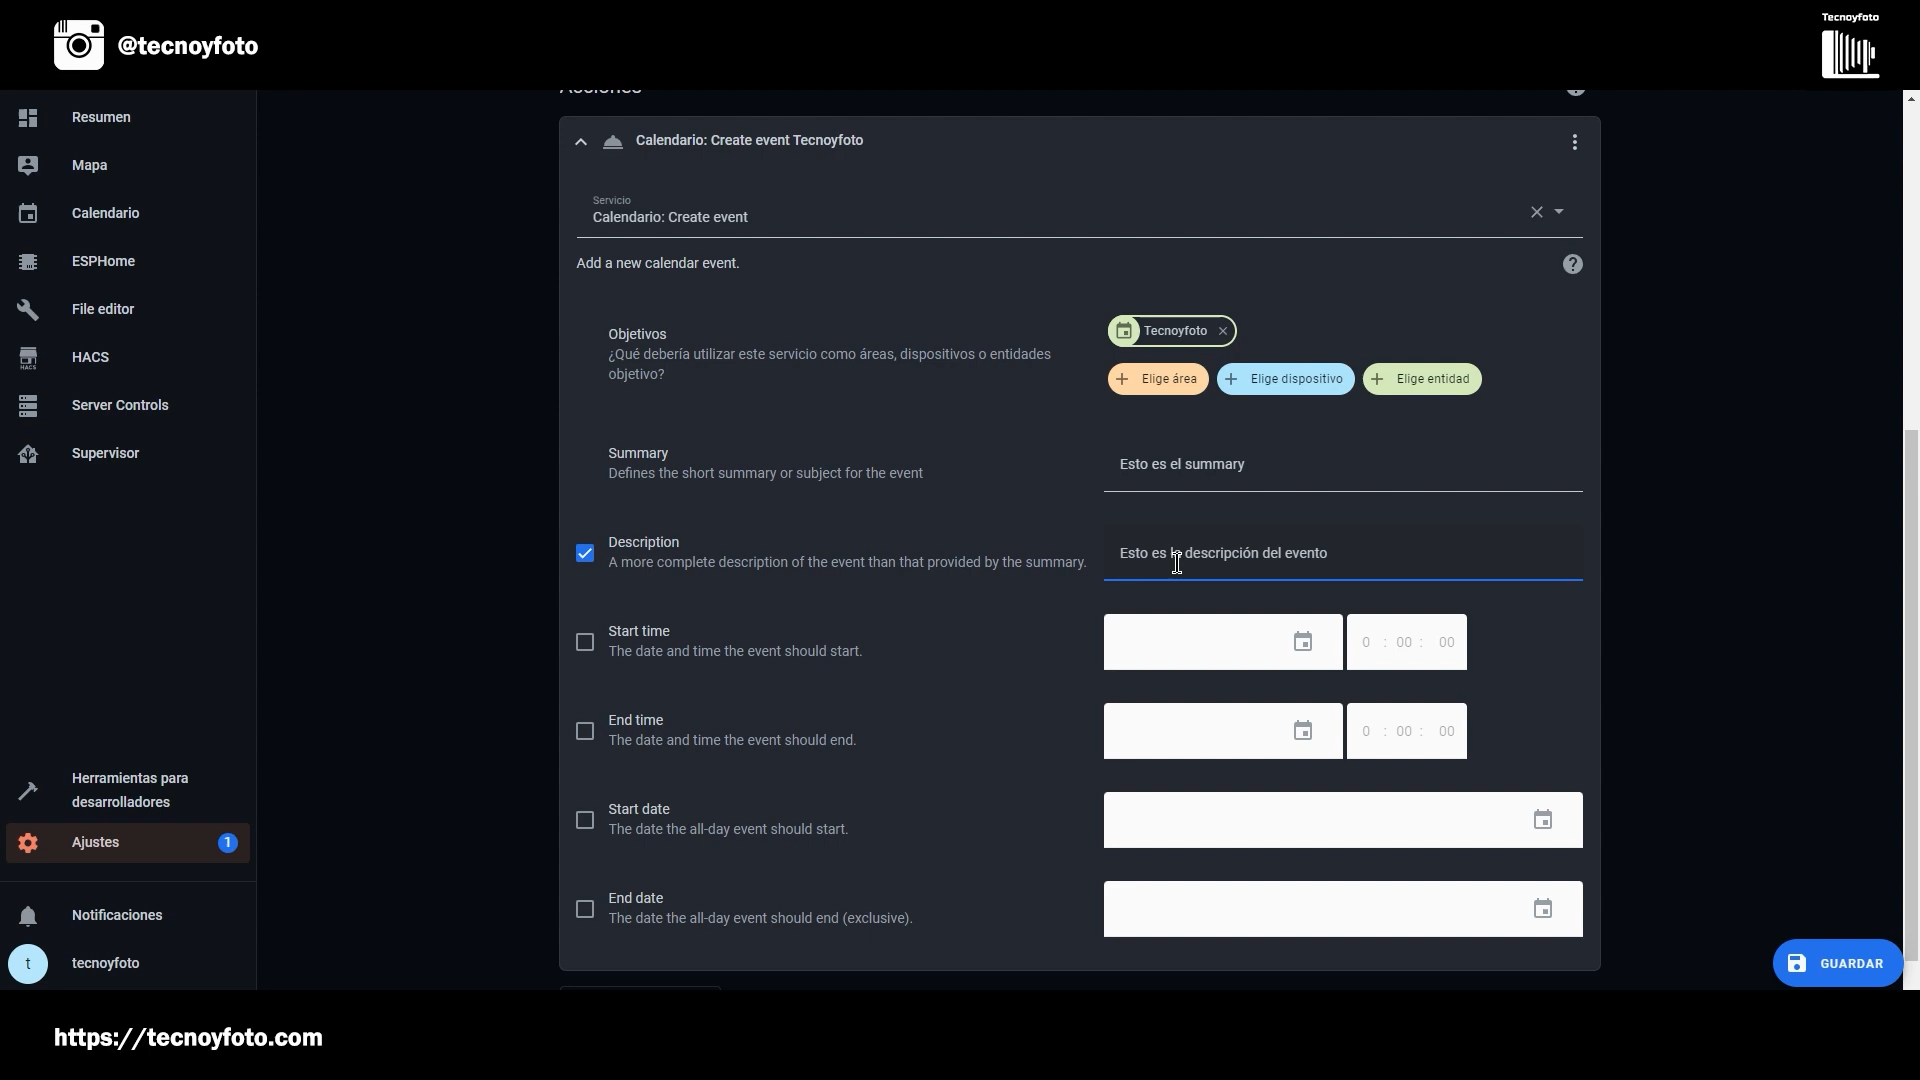 @tecnoyfoto
Tecnoyfoto
Acciones
Resumen
Mapa
Calendario
ESPHome
File editor
HACS
HACS
Server Controls
Supervisor
Herramientas para
desarrolladores
Ajustes
1
Notificaciones
t
tecnoyfoto
Calendario: Create event Tecnoyfoto
Servicio
Calendario: Create event
Add a new calendar event.
Objetivos
¿Qué debería utilizar este servicio como áreas, dispositivos o entidades
objetivo?
Tecnoyfoto
Elige área
Elige dispositivo
Elige entidad
Summary
Defines the short summary or subject for the event
Esto es el summary
Description
A more complete description of the event than that provided by the summary.
Esto es la descripción del evento
Start time
The date and time the event should start.
0 : 00 : 00
End time
The date and time the event should end.
0 : 00 : 00
Start date
The date the all-day event should start.
End date
The date the all-day event should end (exclusive).
GUARDAR
https://tecnoyfoto.com